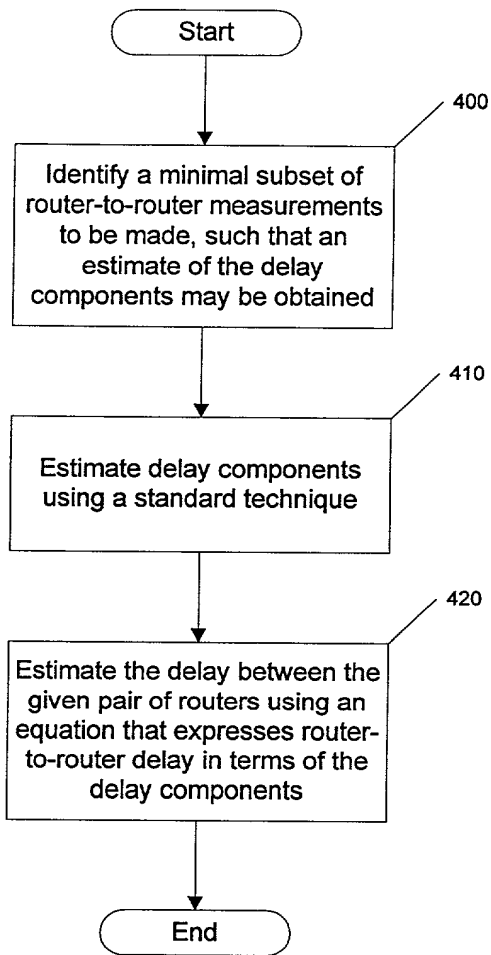 Start
400
Identify a minimal subset of
router-to-router measurements
to be made, such that an
estimate of the delay
components may be obtained
410
Estimate delay components
using a standard technique
420
Estimate the delay between the
given pair of routers using an
equation that expresses router-
to-router delay in terms of the
delay components
End